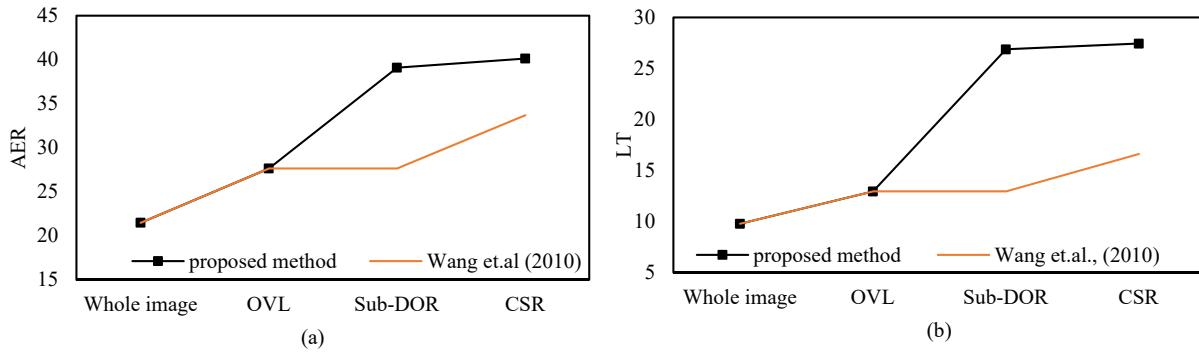 45
40
35
30
25
20
15
AER
proposed method
Wang et.al (2010)
Whole image
OVL
Sub-DOR
CSR
(a)
30
25
20
15
10
5
LT
proposed method
Wang et.al., (2010)
Whole image
OVL
Sub-DOR
CSR
(b)